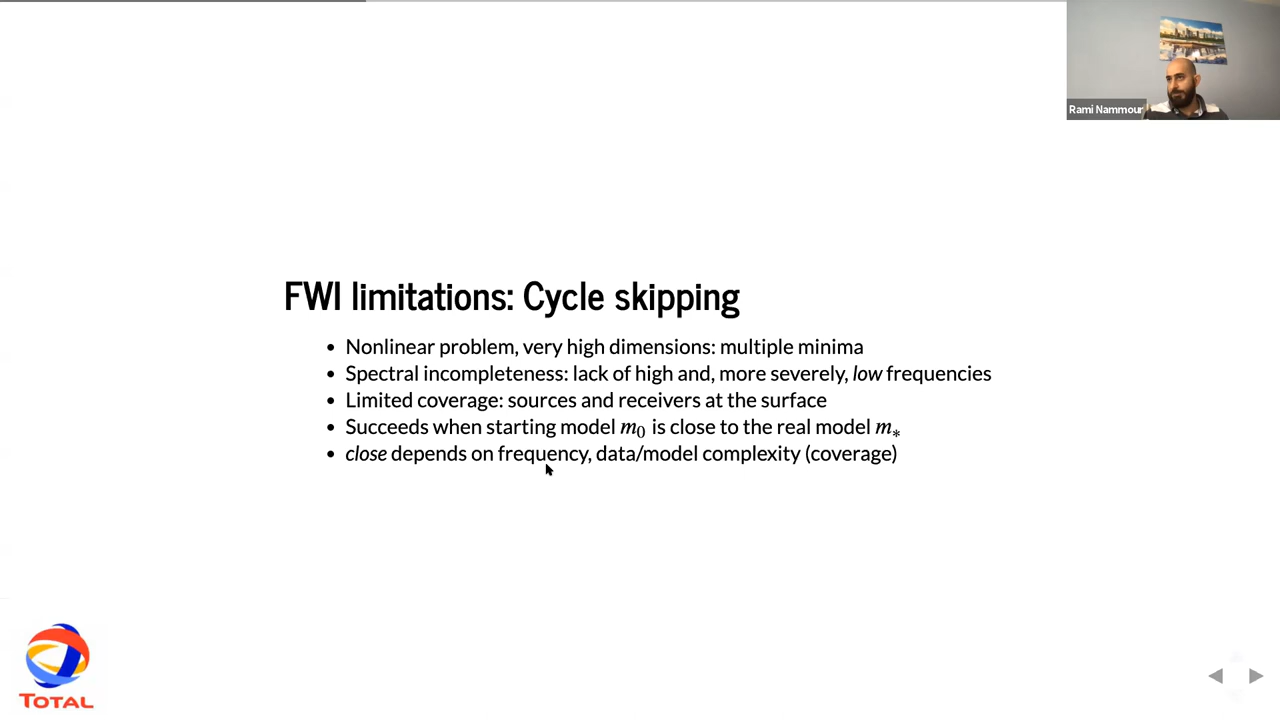 Rami Nammour
FWI limitations: Cycle skipping
• Nonlinear problem, very high dimensions: multiple minima
• Spectral incompleteness: lack of high and, more severely, low frequencies
• Limited coverage: sources and receivers at the surface
• Succeeds when starting model m₀ is close to the real model m∗
• close depends on frequency, data/model complexity (coverage)
TOTAL